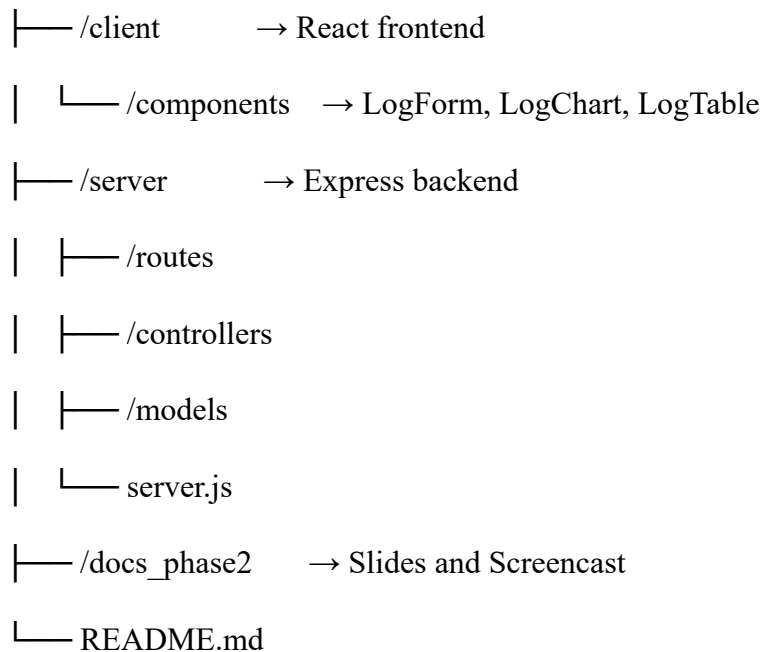 ├── /client → React frontend
│ └── /components → LogForm, LogChart, LogTable
├── /server → Express backend
│ ├── /routes
│ ├── /controllers
│ ├── /models
│ └── server.js
├── /docs_phase2 → Slides and Screencast
└── README.md